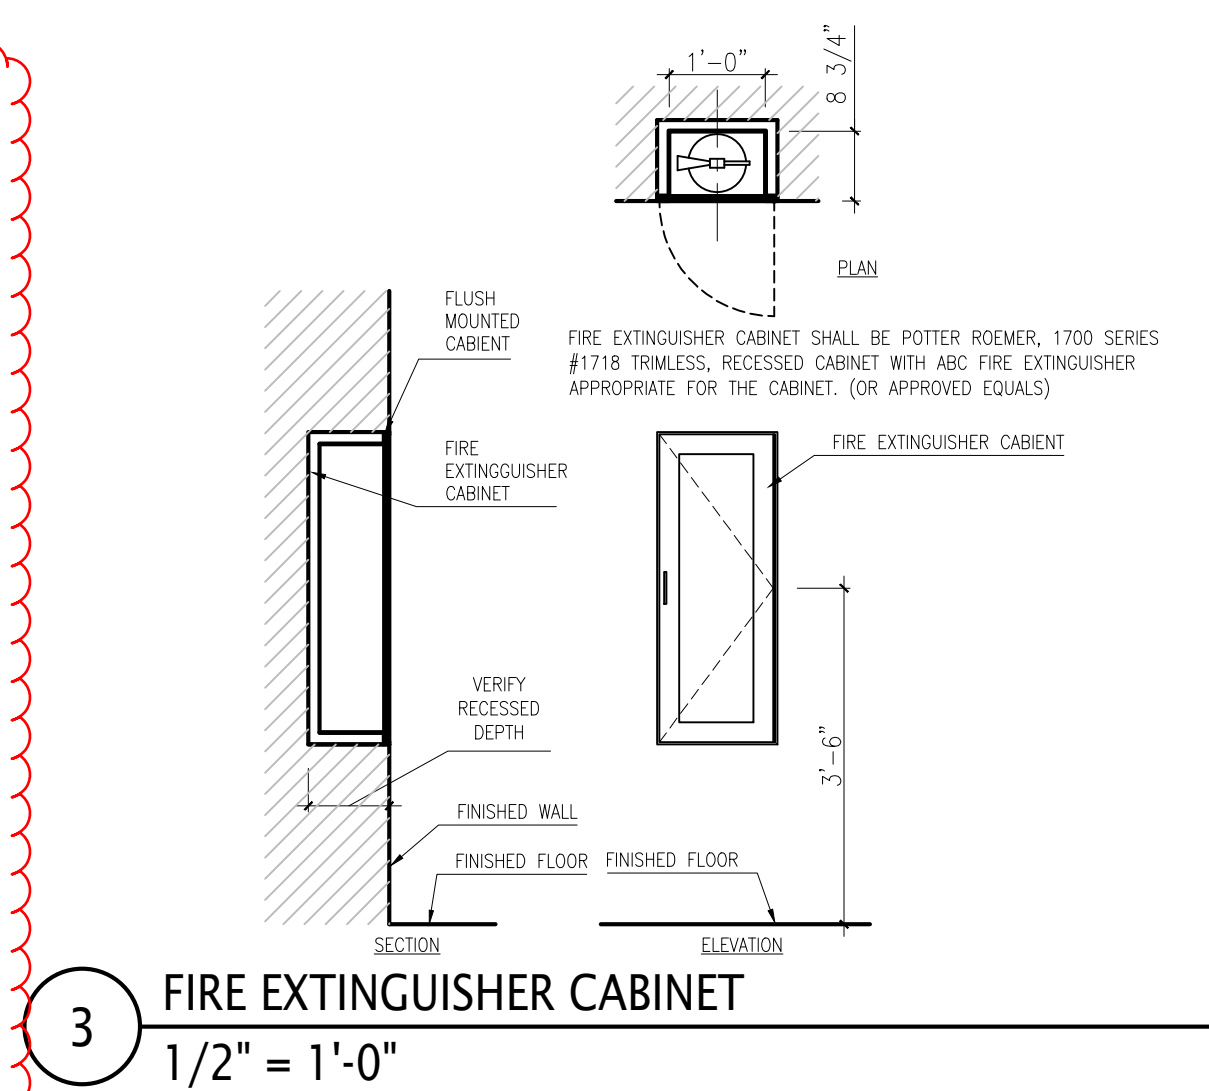 1'-0"
8 3/4"
PLAN
FLUSH
MOUNTED
CABIENT
FIRE EXTINGUISHER CABINET SHALL BE POTTER ROEMER, 1700 SERIES
#1718 TRIMLESS, RECESSED CABINET WITH ABC FIRE EXTINGUISHER
APPROPRIATE FOR THE CABINET. (OR APPROVED EQUALS)
FIRE
EXTINGGUISHER
CABINET
FIRE EXTINGUISHER CABIENT
VERIFY
RECESSED
DEPTH
3'-6"
FINISHED WALL
FINISHED FLOOR
FINISHED FLOOR
SECTION
ELEVATION
3
FIRE EXTINGUISHER CABINET
1/2" = 1'-0"